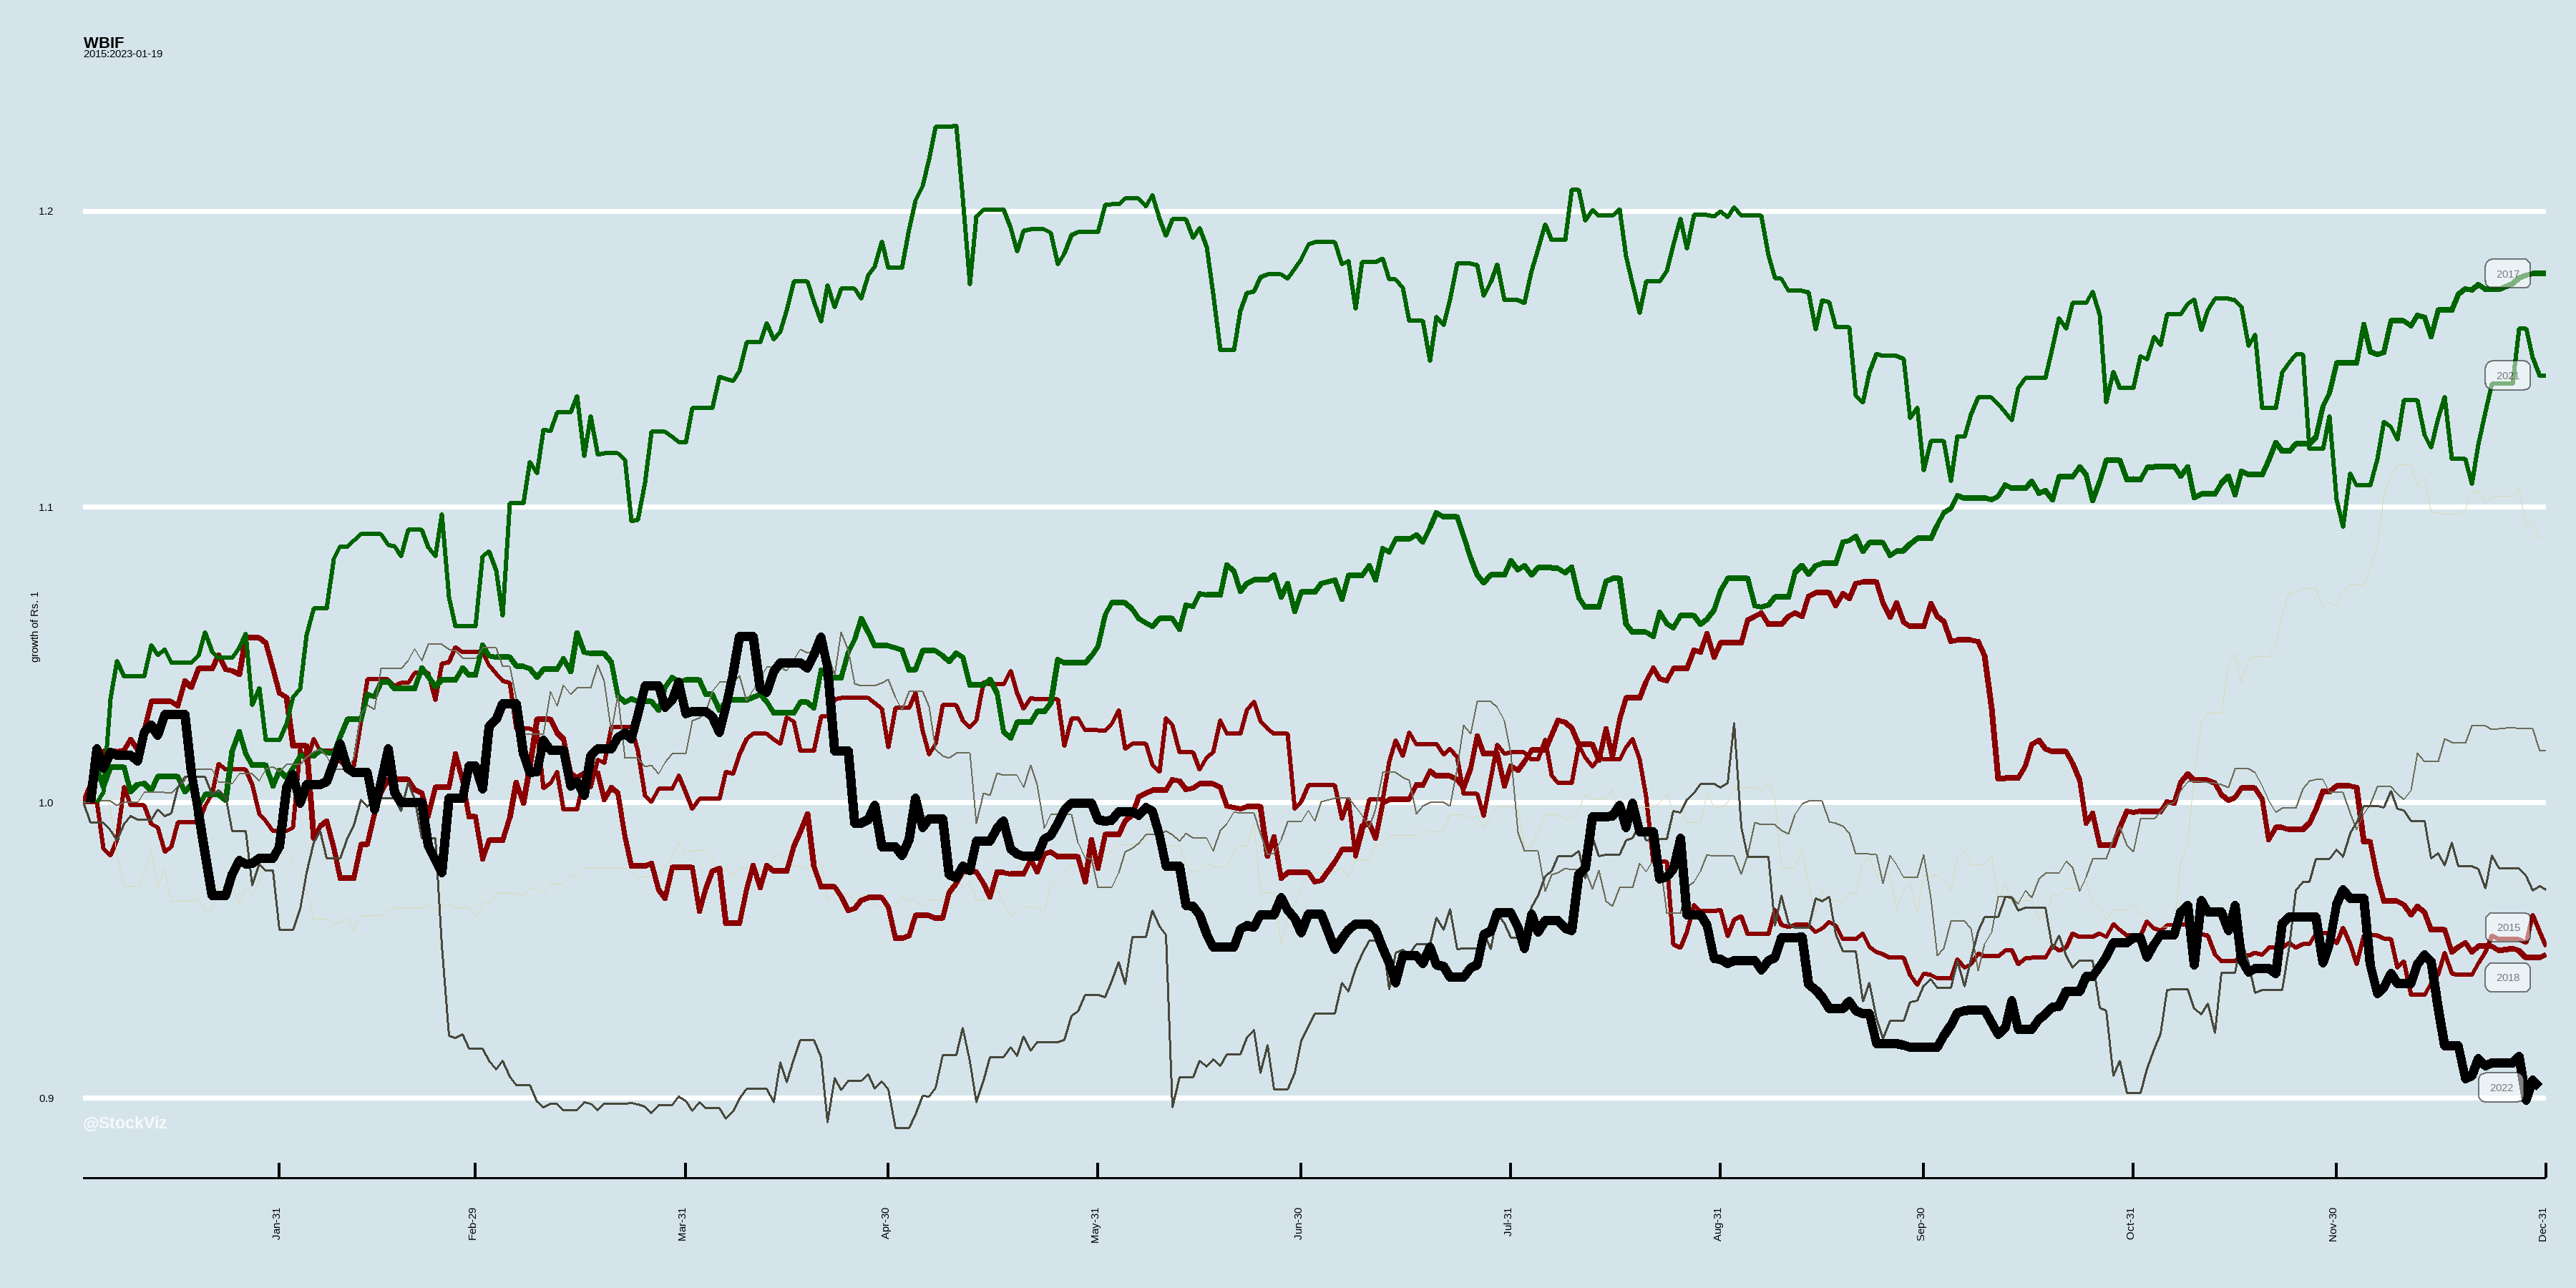 WBIF
2015:2023-01-19
growth of Rs. 1
1.2
1.1
1.0
0.9
2017
2021
2015
2018
2022
@StockViz
Jan-31
Feb-29
Mar-31
Apr-30
May-31
Jun-30
Jul-31
Aug-31
Sep-30
Oct-31
Nov-30
Dec-31